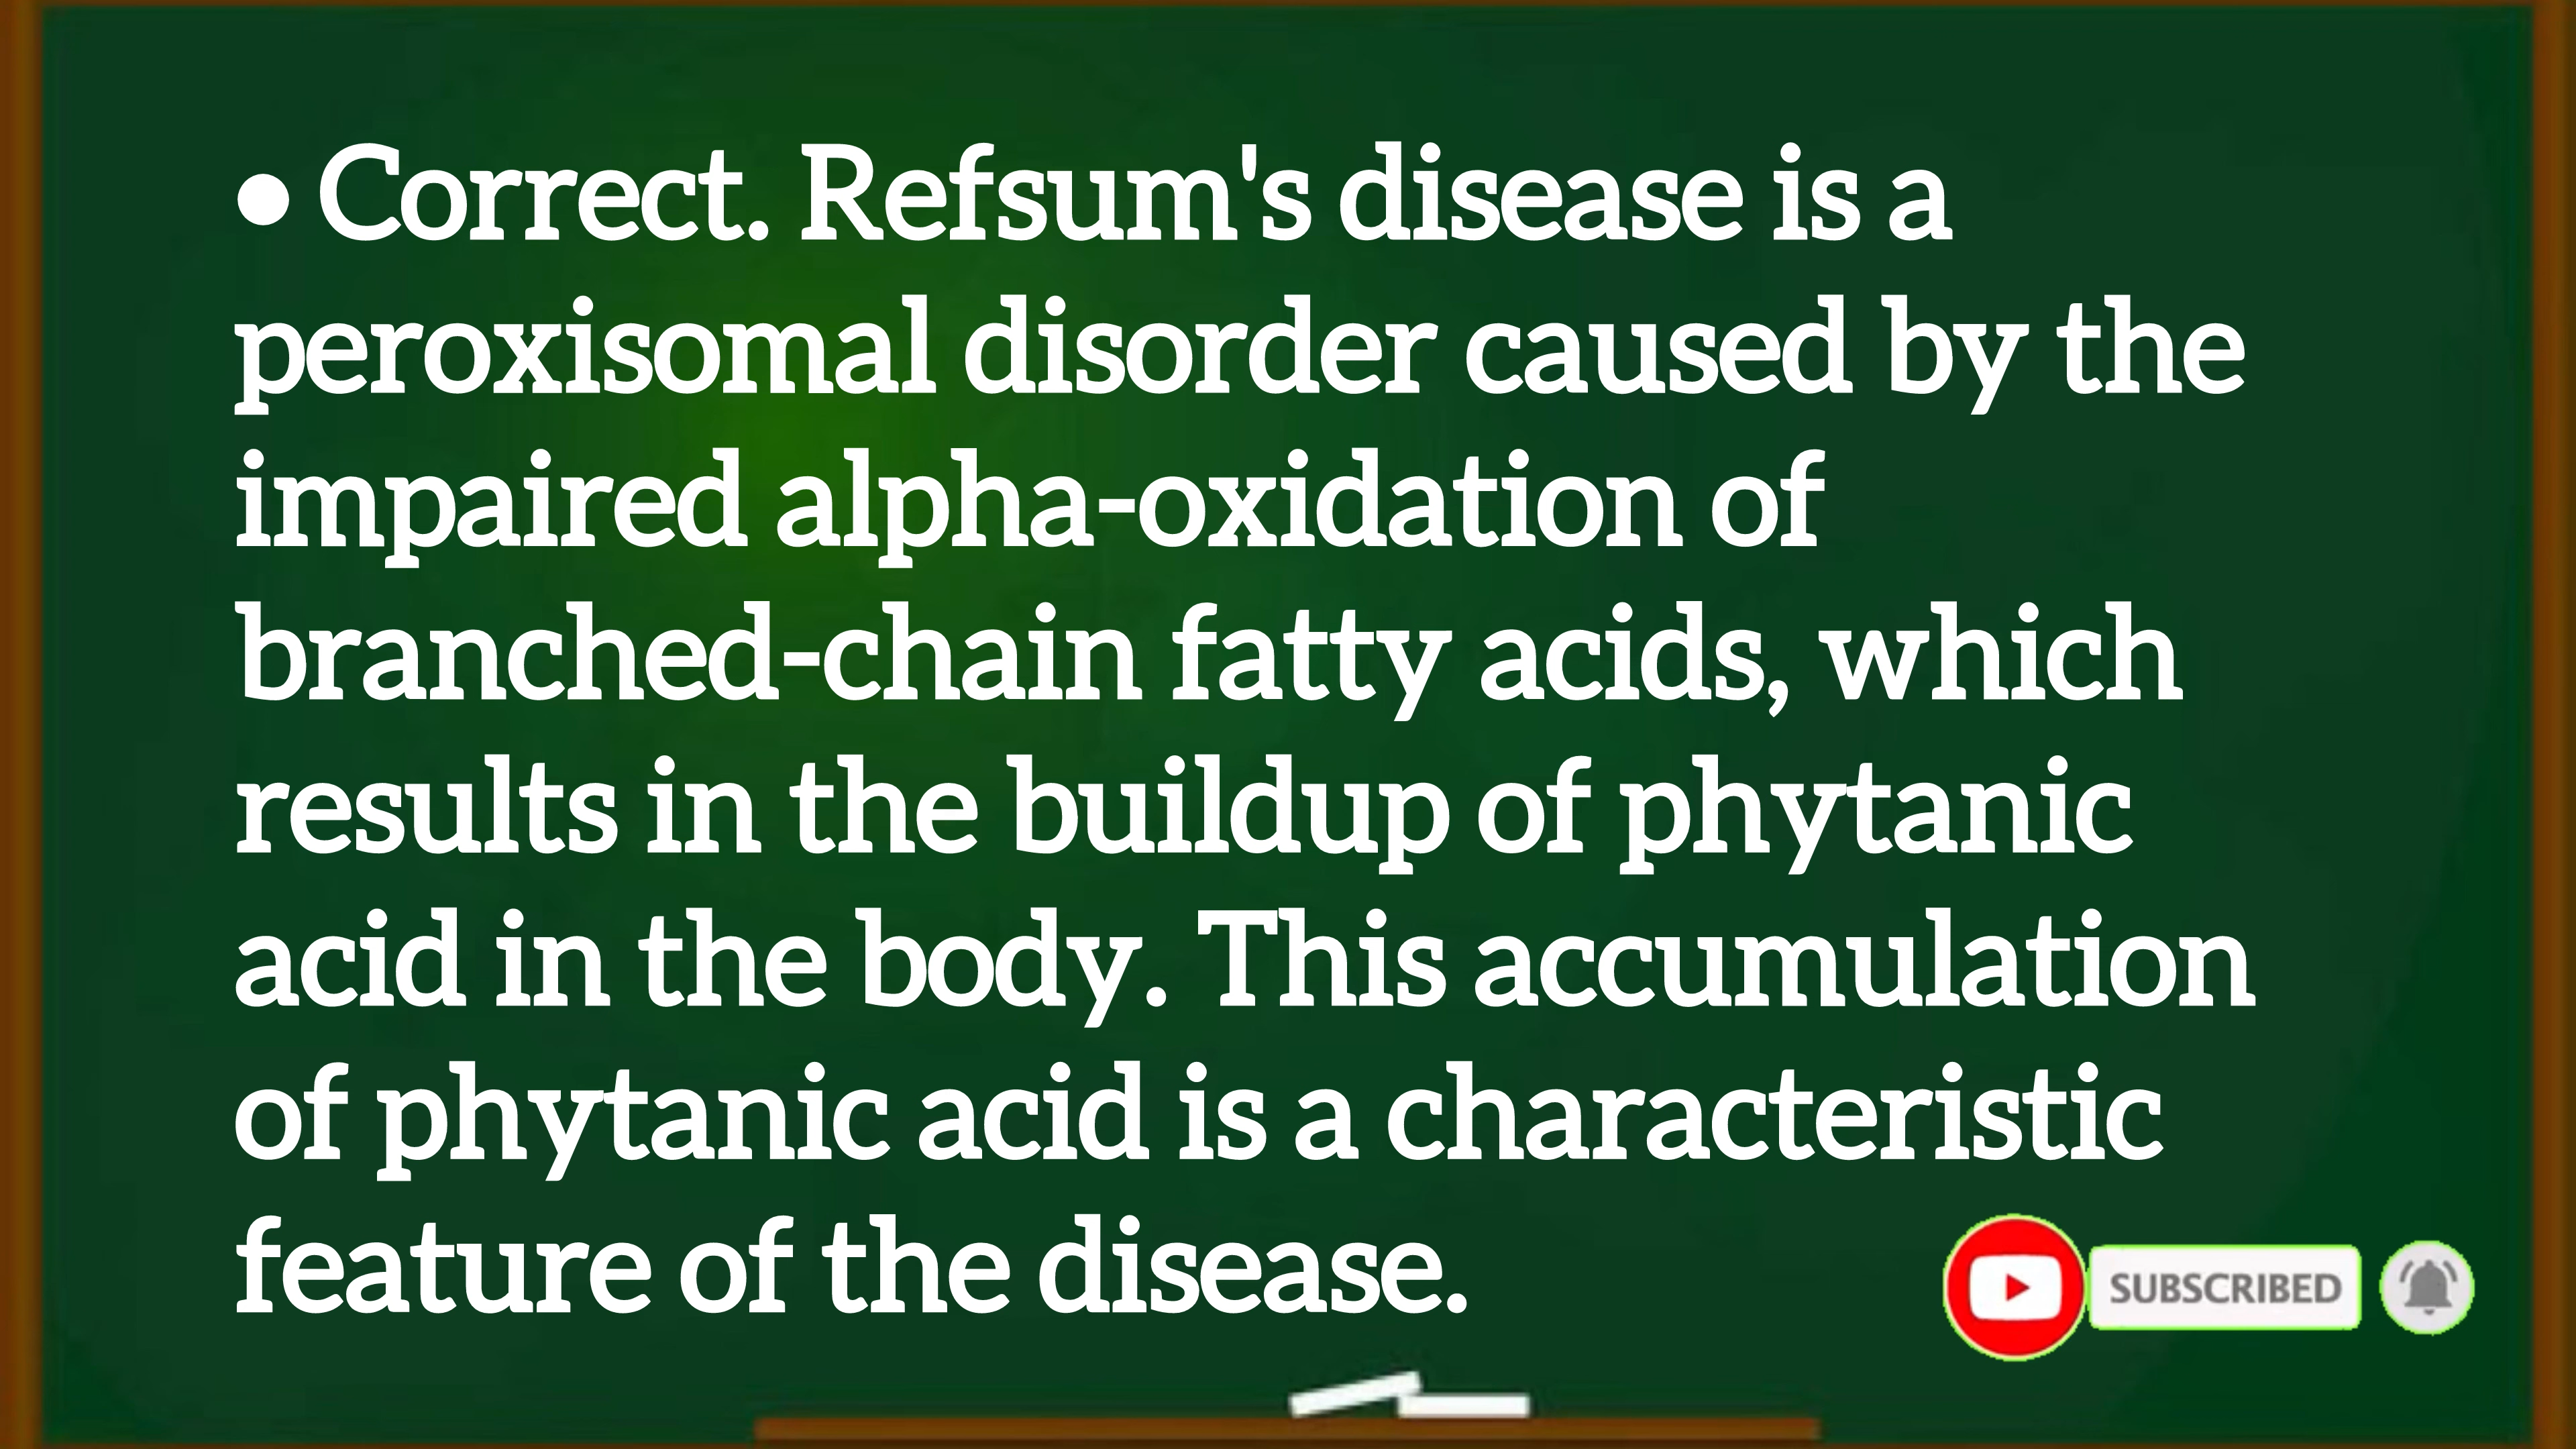 • Correct. Refsum's disease is a
peroxisomal disorder caused by the
impaired alpha-oxidation of
branched-chain fatty acids, which
results in the buildup of phytanic
acid in the body. This accumulation
of phytanic acid is a characteristic
feature of the disease.
SUBSCRIBED